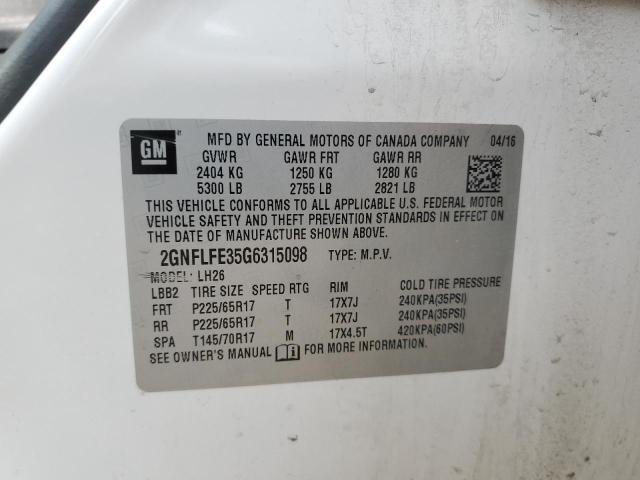 GM
MFD BY GENERAL MOTORS OF CANADA COMPANY 04/16
GVWR GAWR FRT GAWR RR
2404 KG 1250 KG 1280 KG
5300 LB 2755 LB 2821 LB
THIS VEHICLE CONFORMS TO ALL APPLICABLE U.S. FEDERAL MOTOR
VEHICLE SAFETY AND THEFT PREVENTION STANDARDS IN EFFECT ON
THE DATE OF MANUFACTURE SHOWN ABOVE.
2GNFLFE35G6315098 TYPE: M.P.V.
MODEL: LH26
LBB2 TIRE SIZE SPEED RTG RIM COLD TIRE PRESSURE
FRT P225/65R17 T 17X7J 240KPA(35PSI)
RR P225/65R17 T 17X7J 240KPA(35PSI)
SPA T145/70R17 M 17X4.5T 420KPA(60PSI)
SEE OWNER'S MANUAL FOR MORE INFORMATION.